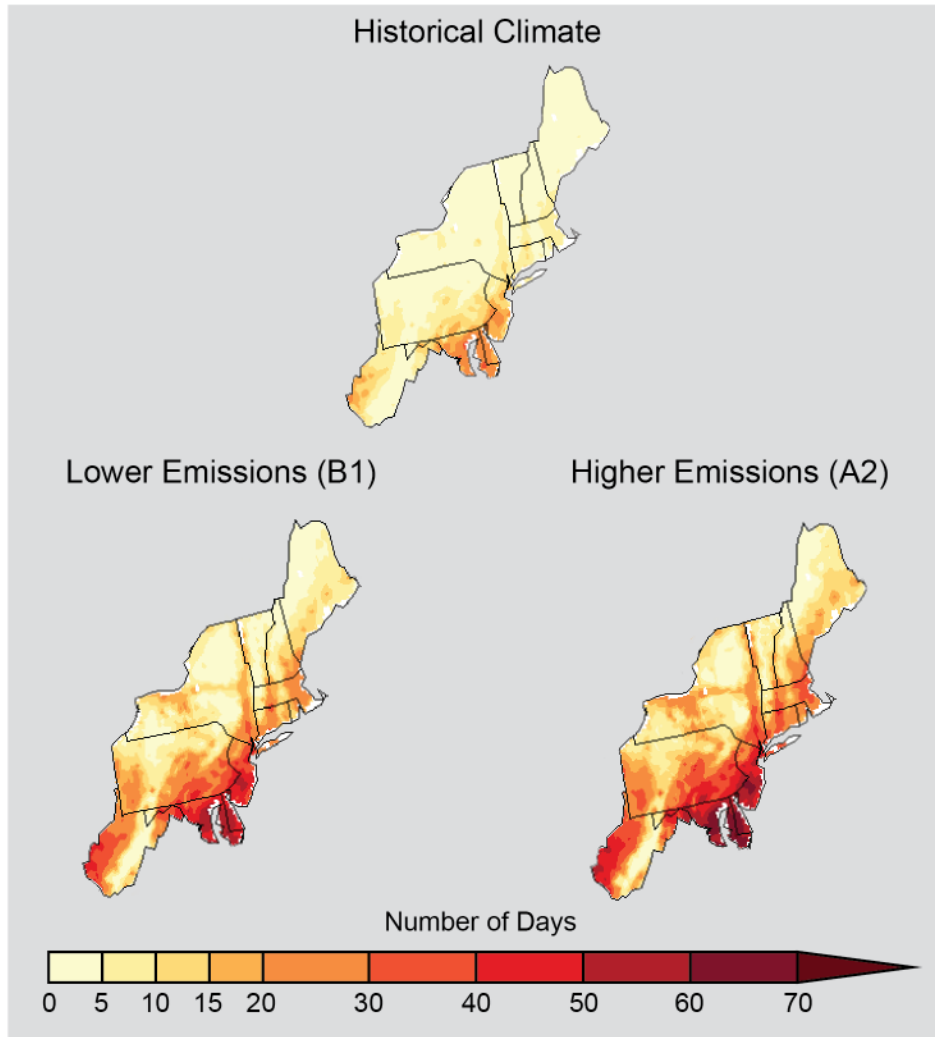 Historical Climate
Lower Emissions (B1)
Higher Emissions (A2)
Number of Days
0 5 10 15 20 30 40 50 60 70